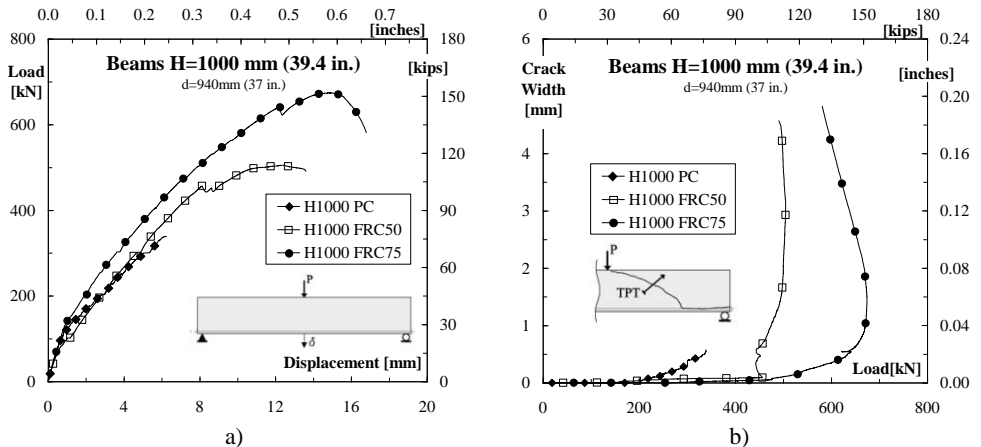 0.0 0.1 0.2 0.3 0.4 0.5 0.6 0.7
[inches]
800 180
Load
[kN]
Beams H=1000 mm (39.4 in.)
[kips]
d=940mm (37 in.)
600 150
120
400 90
H1000 PC
H1000 FRC50
H1000 FRC75
60
200
P
30
δ
Displacement [mm]
0 0
0 4 8 12 16 20
a)
0 30 60 90 120 150 180
[kips]
6 0.24
Crack
Width
[mm]
Beams H=1000 mm (39.4 in.)
[inches]
d=940mm (37 in.)
5 0.20
4 0.16
H1000 PC
H1000 FRC50
H1000 FRC75
3 0.12
P
TPT
2 0.08
1 0.04
Load[kN]
0 0.00
0 200 400 600 800
b)